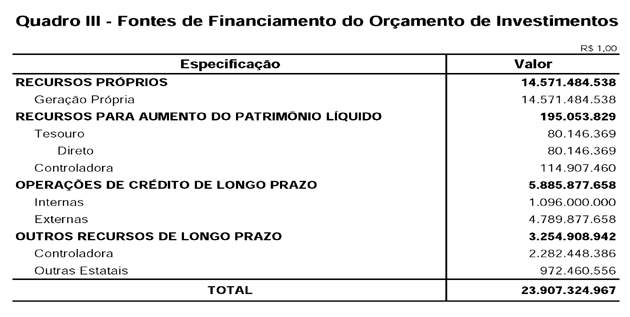 Quadro III - Fontes de Financiamento do Orçamento de Investimentos
R$ 1,00
Especificação Valor
RECURSOS PRÓPRIOS 14.571.484.538
Geração Própria 14.571.484.538
RECURSOS PARA AUMENTO DO PATRIMÔNIO LÍQUIDO 195.053.829
Tesouro 80.146.369
Direto 80.146.369
Controladora 114.907.460
OPERAÇÕES DE CRÉDITO DE LONGO PRAZO 5.885.877.658
Internas 1.096.000.000
Externas 4.789.877.658
OUTROS RECURSOS DE LONGO PRAZO 3.254.908.942
Controladora 2.282.448.386
Outras Estatais 972.460.556
TOTAL 23.907.324.967